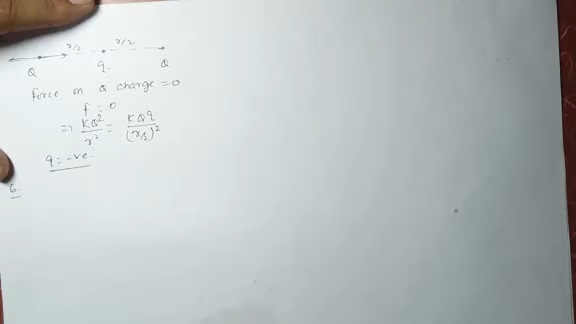 r/2 r/2
Q q. Q
Force on Q charge = 0
F = 0
=> KQ²/r² = KQq/(r/2)²
q = -ve.
6.